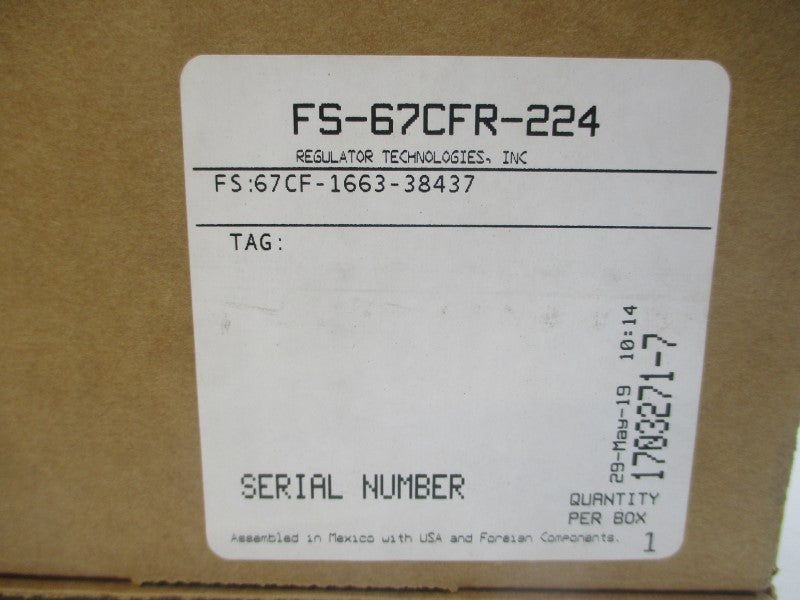 FS-67CFR-224
REGULATOR TECHNOLOGIES, INC
FS:67CF-1663-38437
TAG:
29-May-19 10:14
1703271-7
SERIAL NUMBER
QUANTITY
PER BOX
1
Assembled in Mexico with USA and Foreign Components.